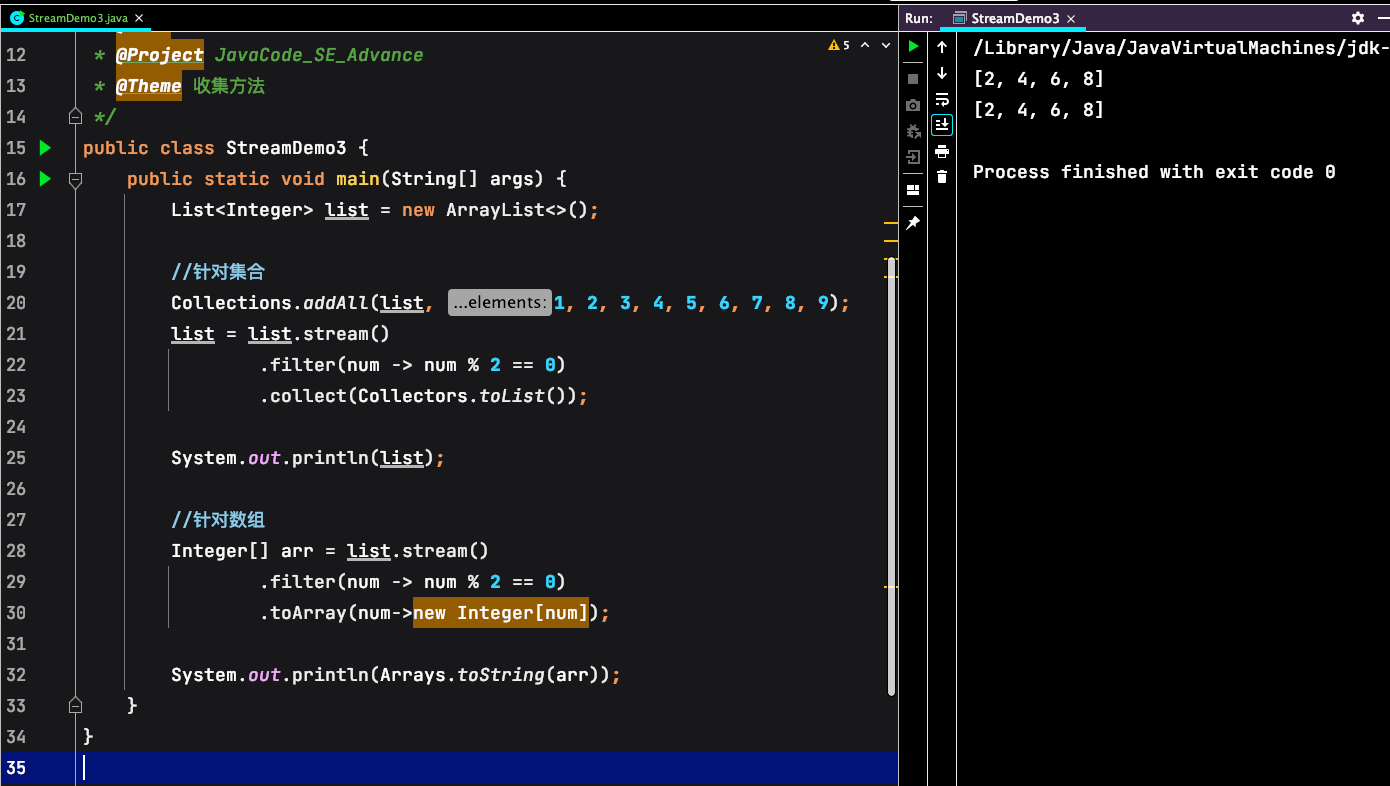 StreamDemo3.java ×
12 * @Project JavaCode_SE_Advance
13 * @Theme 收集方法
14 */
15 public class StreamDemo3 {
16 public static void main(String[] args) {
17 List<Integer> list = new ArrayList<>();
18
19 //针对集合
20 Collections.addAll(list, ...elements: 1, 2, 3, 4, 5, 6, 7, 8, 9);
21 list = list.stream()
22 .filter(num -> num % 2 == 0)
23 .collect(Collectors.toList());
24
25 System.out.println(list);
26
27 //针对数组
28 Integer[] arr = list.stream()
29 .filter(num -> num % 2 == 0)
30 .toArray(num->new Integer[num]);
31
32 System.out.println(Arrays.toString(arr));
33 }
34 }
35
5
Run: StreamDemo3 ×
/Library/Java/JavaVirtualMachines/jdk-
[2, 4, 6, 8]
[2, 4, 6, 8]
Process finished with exit code 0